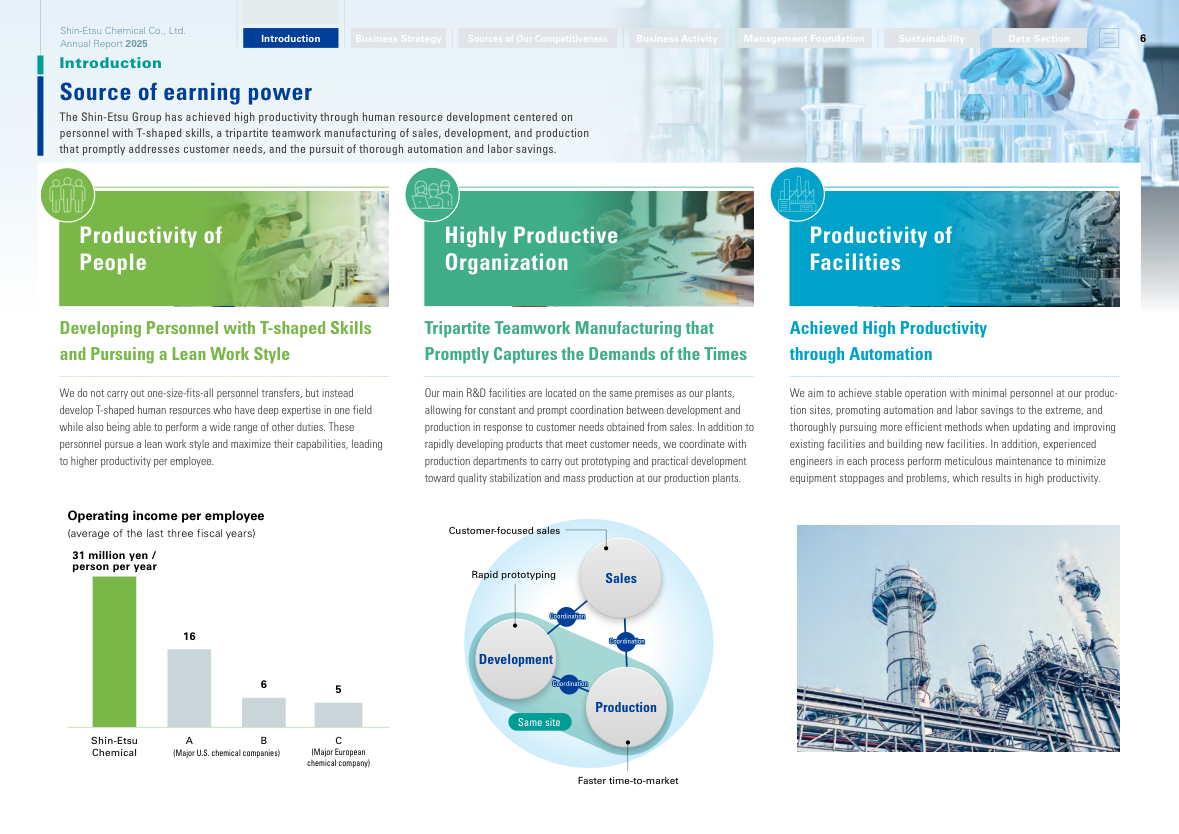 Shin-Etsu Chemical Co., Ltd.
Annual Report 2025
Introduction
Business Strategy
Sources of Our Competitiveness
Business Activity
Management Foundation
Sustainability
Data Section
6
Introduction
Source of earning power
The Shin-Etsu Group has achieved high productivity through human resource development centered on
personnel with T-shaped skills, a tripartite teamwork manufacturing of sales, development, and production
that promptly addresses customer needs, and the pursuit of thorough automation and labor savings.
Productivity of
People
Developing Personnel with T-shaped Skills
and Pursuing a Lean Work Style
We do not carry out one-size-fits-all personnel transfers, but instead
develop T-shaped human resources who have deep expertise in one field
while also being able to perform a wide range of other duties. These
personnel pursue a lean work style and maximize their capabilities, leading
to higher productivity per employee.
Operating income per employee
(average of the last three fiscal years)
31 million yen /
person per year
16
6
5
Shin-Etsu
Chemical
A
B
C
(Major U.S. chemical companies)
(Major European
chemical company)
Highly Productive
Organization
Tripartite Teamwork Manufacturing that
Promptly Captures the Demands of the Times
Our main R&D facilities are located on the same premises as our plants,
allowing for constant and prompt coordination between development and
production in response to customer needs obtained from sales. In addition to
rapidly developing products that meet customer needs, we coordinate with
production departments to carry out prototyping and practical development
toward quality stabilization and mass production at our production plants.
Customer-focused sales
Sales
Rapid prototyping
Coordination
Coordination
Development
Coordination
Production
Same site
Faster time-to-market
Productivity of
Facilities
Achieved High Productivity
through Automation
We aim to achieve stable operation with minimal personnel at our produc-
tion sites, promoting automation and labor savings to the extreme, and
thoroughly pursuing more efficient methods when updating and improving
existing facilities and building new facilities. In addition, experienced
engineers in each process perform meticulous maintenance to minimize
equipment stoppages and problems, which results in high productivity.